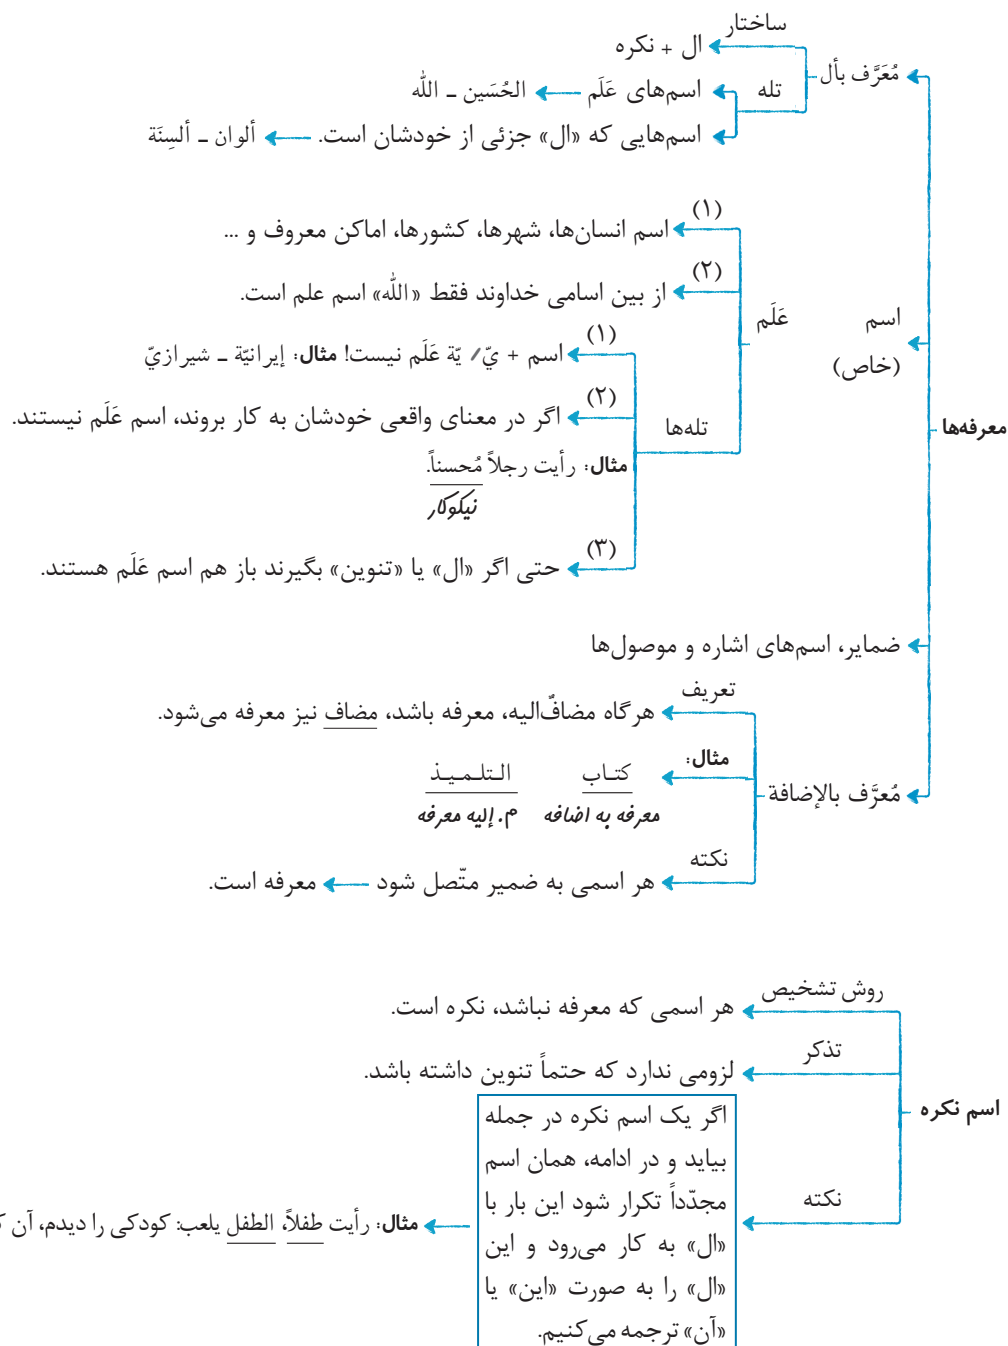 معرفه‌ها
مُعَرَّف بأل
ساختار
ال + نکره
تله
اسم‌های عَلَم
الحُسَین ـ اللّه
اسم‌هایی که «ال» جزئی از خودشان است.
ألوان ـ ألسِنَة
اسم عَلَم
(خاص)
(۱)
اسم انسان‌ها، شهرها، کشورها، اماکن معروف و ...
(۲)
از بین اسامی خداوند فقط «اللّه» اسم علم است.
تله‌ها
(۱)
اسم + يّ/ يّة عَلَم نیست! مثال: إیرانیّة ـ شیرازيّ
(۲)
اگر در معنای واقعی خودشان به کار بروند، اسم عَلَم نیستند.
مثال: رأیت رجلاً مُحسناً.
نیکوکار
(۳)
حتی اگر «ال» یا «تنوین» بگیرند باز هم اسم عَلَم هستند.
ضمایر، اسم‌های اشاره و موصول‌ها
مُعرَّف بالإضافة
تعریف
هرگاه مضافٌ‌الیه، معرفه باشد، مضاف نیز معرفه می‌شود.
مثال:
کتـاب التلـمـیـذ
معرفه به اضافه م. إلیه معرفه
نکته
هر اسمی به ضمیر متّصل شود
معرفه است.
اسم نکره
روش تشخیص
هر اسمی که معرفه نباشد، نکره است.
تذکر
لزومی ندارد که حتماً تنوین داشته باشد.
نکته
اگر یک اسم نکره در جمله
بیاید و در ادامه، همان اسم
مجدّداً تکرار شود این بار با
«ال» به کار می‌رود و این
«ال» را به صورت «این» یا
«آن» ترجمه می‌کنیم.
مثال: رأیت طفلاً، الطفل یلعب: کودکی را دیدم، آن